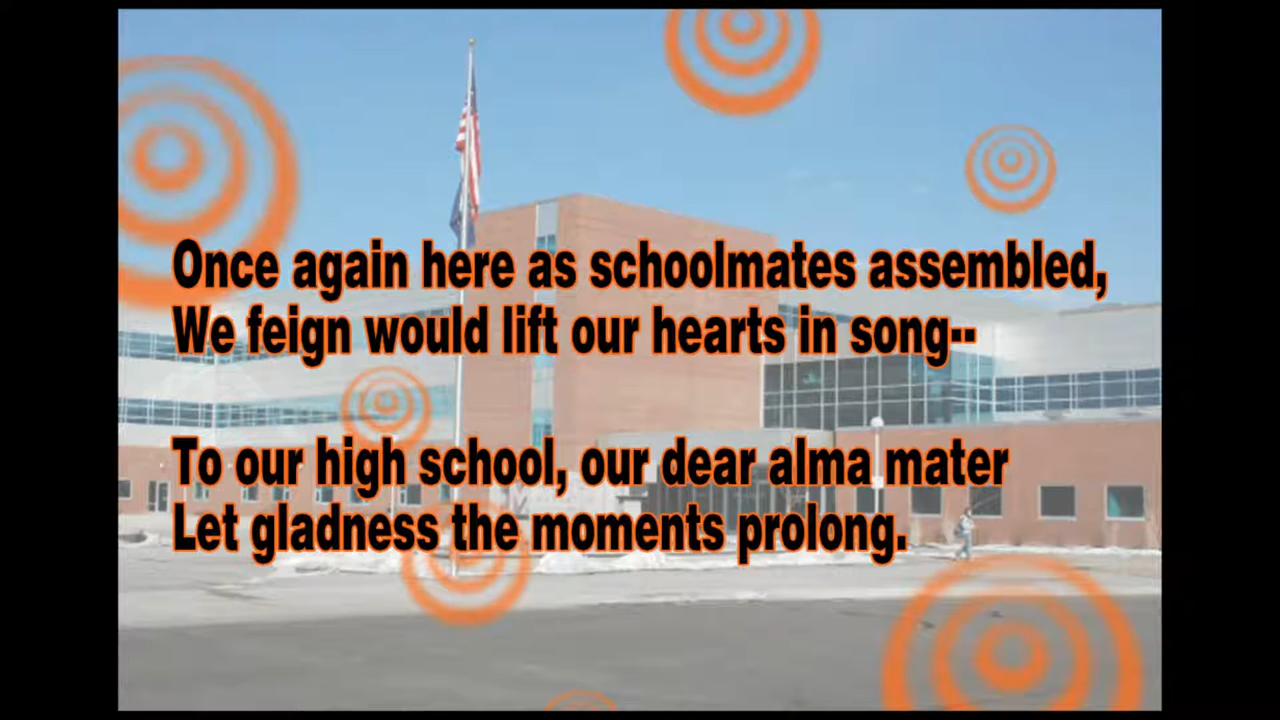 Once again here as schoolmates assembled,
We feign would lift our hearts in song--
To our high school, our dear alma mater
Let gladness the moments prolong.